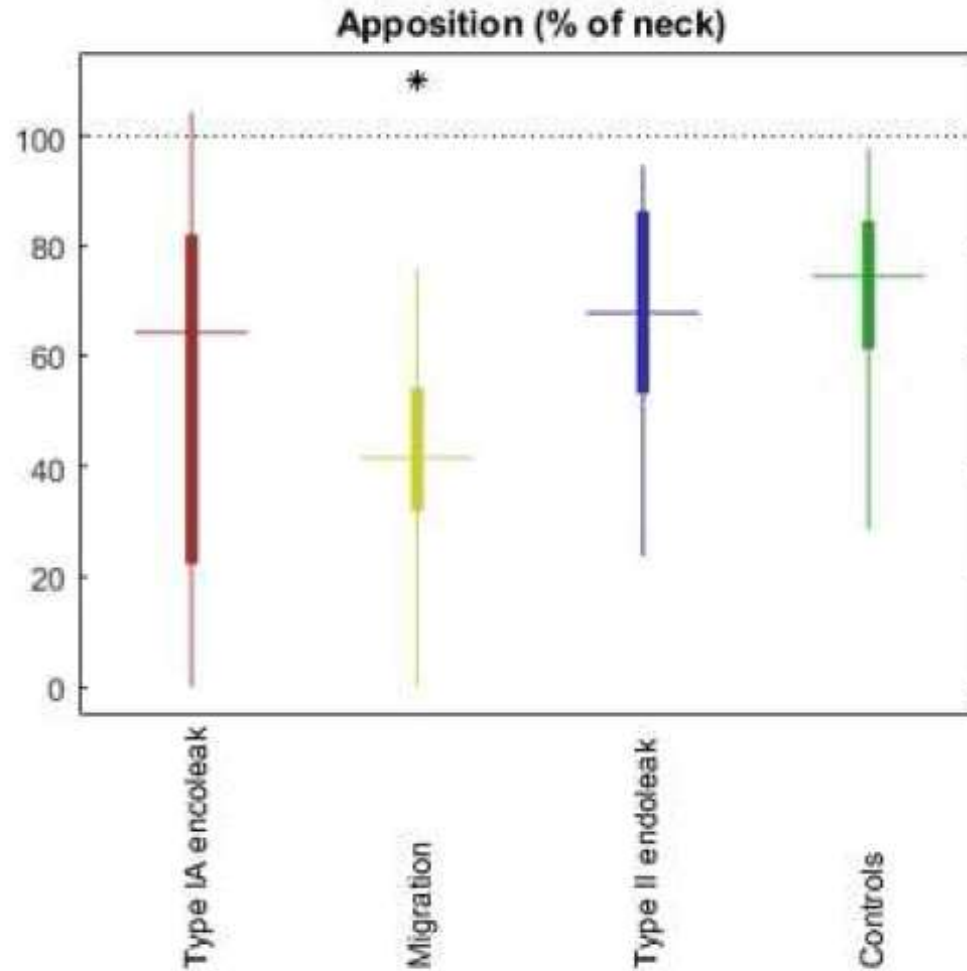 Apposition (% of neck)
*
100
80
60
40
20
0
Type IA encoleak
Migration
Type II endoleak
Controls